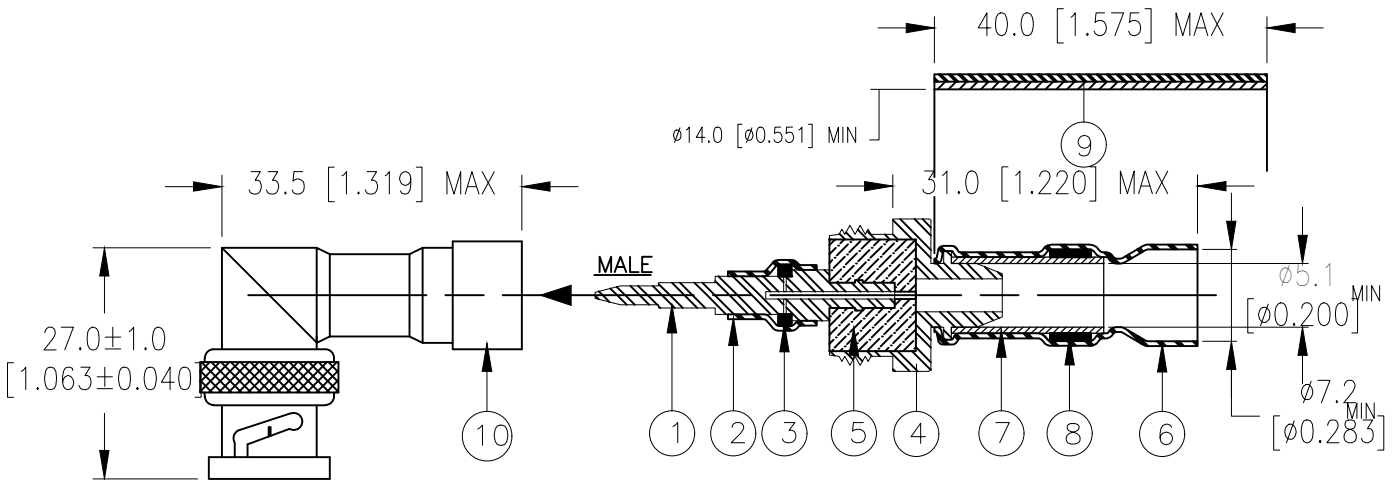 40.0 [1.575] MAX
ø14.0 [ø0.551] MIN
9
33.5 [1.319] MAX
31.0 [1.220] MAX
MALE
ø5.1
[ø0.200] MIN
27.0±1.0
[1.063±0.040]
ø7.2
[ø0.283] MIN
10
1
2
3
5
4
7
8
6